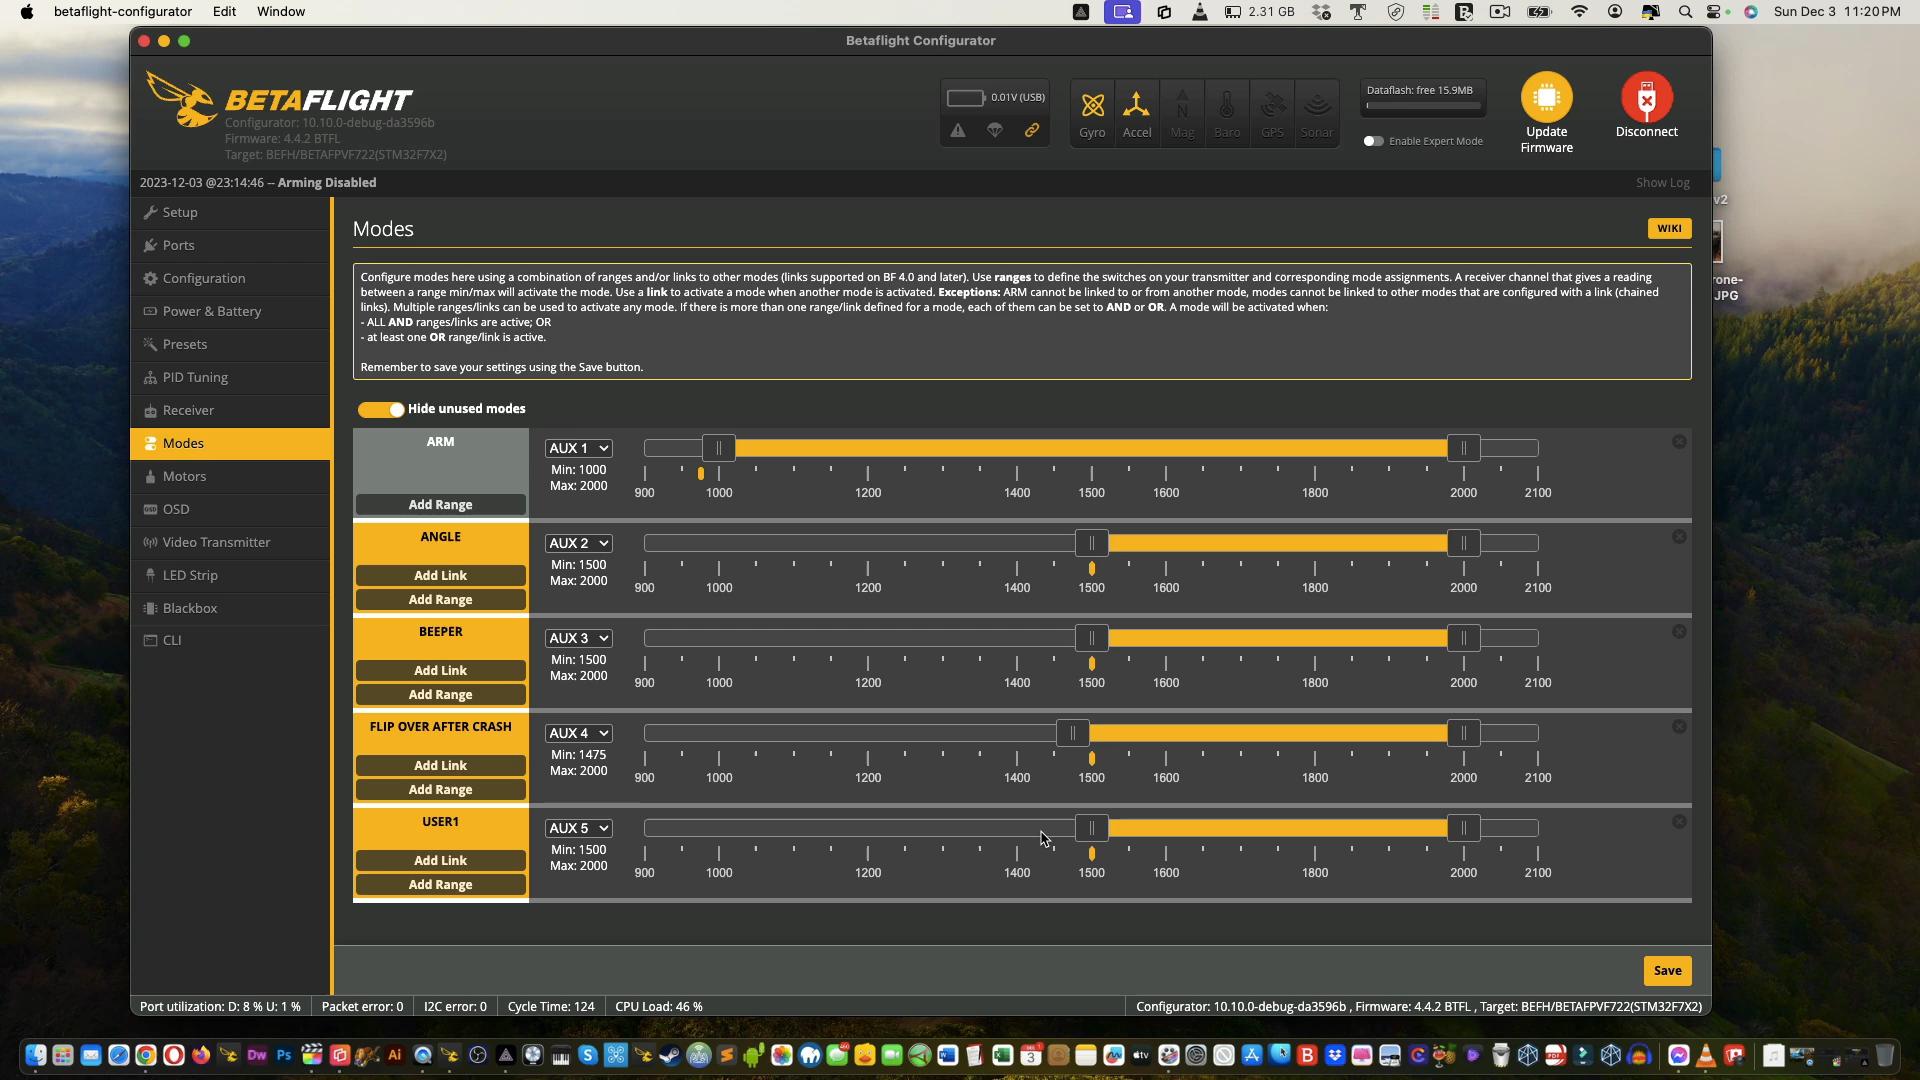 betaflight-configurator Edit Window
2.31 GB
Sun Dec 3 11:20 PM
Betaflight Configurator
BETAFLIGHT
Configurator: 10.10.0-debug-da3596b
Firmware: 4.4.2 BTFL
Target: BEFH/BETAFPVF722(STM32F7X2)
0.01V (USB)
Gyro Accel Mag Baro GPS Sonar
Dataflash: free 15.9MB
Enable Expert Mode
Update
Firmware
Disconnect
2023-12-03 @23:14:46 -- Arming Disabled
Show Log
v2
rone-
.JPG
Setup
Ports
Configuration
Power & Battery
Presets
PID Tuning
Receiver
Modes
Motors
OSD
Video Transmitter
LED Strip
Blackbox
CLI
Modes
WIKI
Configure modes here using a combination of ranges and/or links to other modes (links supported on BF 4.0 and later). Use ranges to define the switches on your transmitter and corresponding mode assignments. A receiver channel that gives a reading
between a range min/max will activate the mode. Use a link to activate a mode when another mode is activated. Exceptions: ARM cannot be linked to or from another mode, modes cannot be linked to other modes that are configured with a link (chained
links). Multiple ranges/links can be used to activate any mode. If there is more than one range/link defined for a mode, each of them can be set to AND or OR. A mode will be activated when:
- ALL AND ranges/links are active; OR
- at least one OR range/link is active.
Remember to save your settings using the Save button.
Hide unused modes
ARM
Add Range
AUX 1
Min: 1000
Max: 2000
900 1000 1200 1400 1500 1600 1800 2000 2100
ANGLE
Add Link
Add Range
AUX 2
Min: 1500
Max: 2000
900 1000 1200 1400 1500 1600 1800 2000 2100
BEEPER
Add Link
Add Range
AUX 3
Min: 1500
Max: 2000
900 1000 1200 1400 1500 1600 1800 2000 2100
FLIP OVER AFTER CRASH
Add Link
Add Range
AUX 4
Min: 1475
Max: 2000
900 1000 1200 1400 1500 1600 1800 2000 2100
USER1
Add Link
Add Range
AUX 5
Min: 1500
Max: 2000
900 1000 1200 1400 1500 1600 1800 2000 2100
Save
Port utilization: D: 8 % U: 1 % Packet error: 0 I2C error: 0 Cycle Time: 124 CPU Load: 46 %
Configurator: 10.10.0-debug-da3596b , Firmware: 4.4.2 BTFL , Target: BEFH/BETAFPVF722(STM32F7X2)
Dw Ps Ai